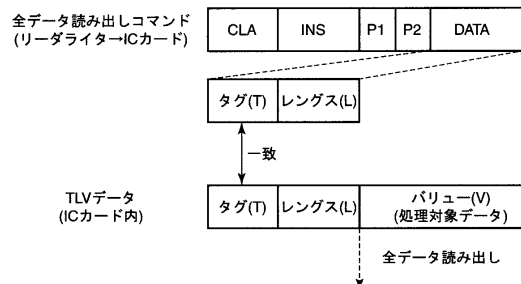 全データ読み出しコマンド
(リーダライタ→ICカード)
CLA
INS
P1
P2
DATA
タグ(T)
レングス(L)
一致
TLVデータ
(ICカード内)
タグ(T)
レングス(L)
バリュー(V)
(処理対象データ)
全データ読み出し